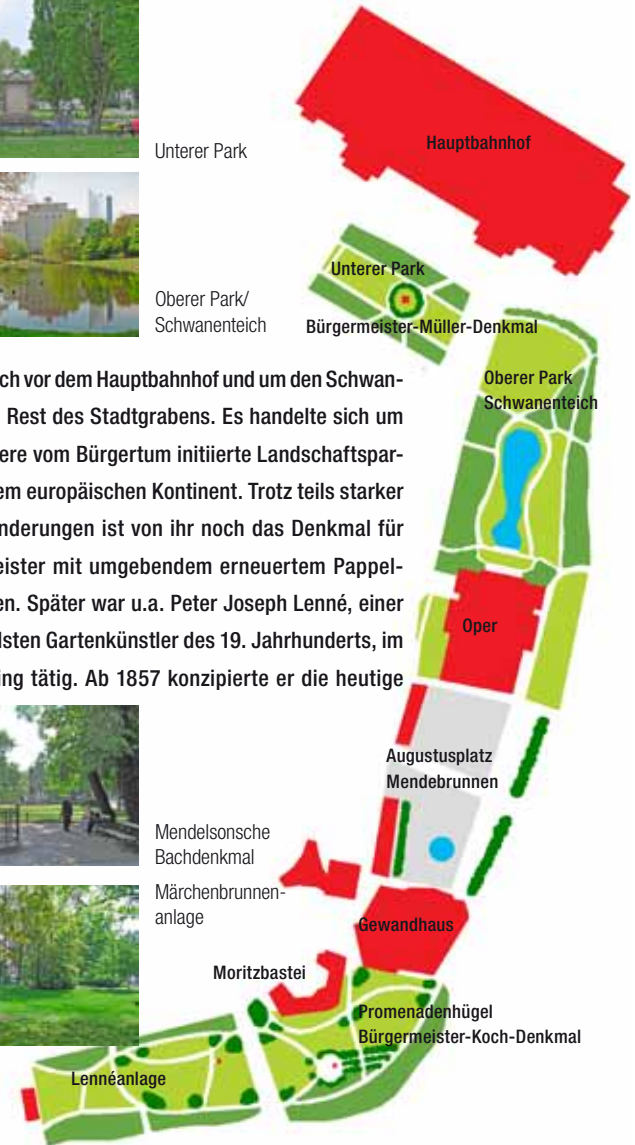 Unterer Park
Oberer Park/
Schwanenteich
ch vor dem Hauptbahnhof und um den Schwan-
Rest des Stadtgrabens. Es handelte sich um
ere vom Bürgertum initiierte Landschaftspar-
em europäischen Kontinent. Trotz teils starker
nderungen ist von ihr noch das Denkmal für
eister mit umgebendem erneuertem Pappel-
en. Später war u.a. Peter Joseph Lenné, einer
lsten Gartenkünstler des 19. Jahrhunderts, im
ing tätig. Ab 1857 konzipierte er die heutige
Mendelsonsche
Bachdenkmal
Märchenbrunnen-
anlage
Hauptbahnhof
Unterer Park
Bürgermeister-Müller-Denkmal
Oberer Park
Schwanenteich
Oper
Augustusplatz
Mendebrunnen
Gewandhaus
Moritzbastei
Promenadenhügel
Bürgermeister-Koch-Denkmal
Lennéanlage